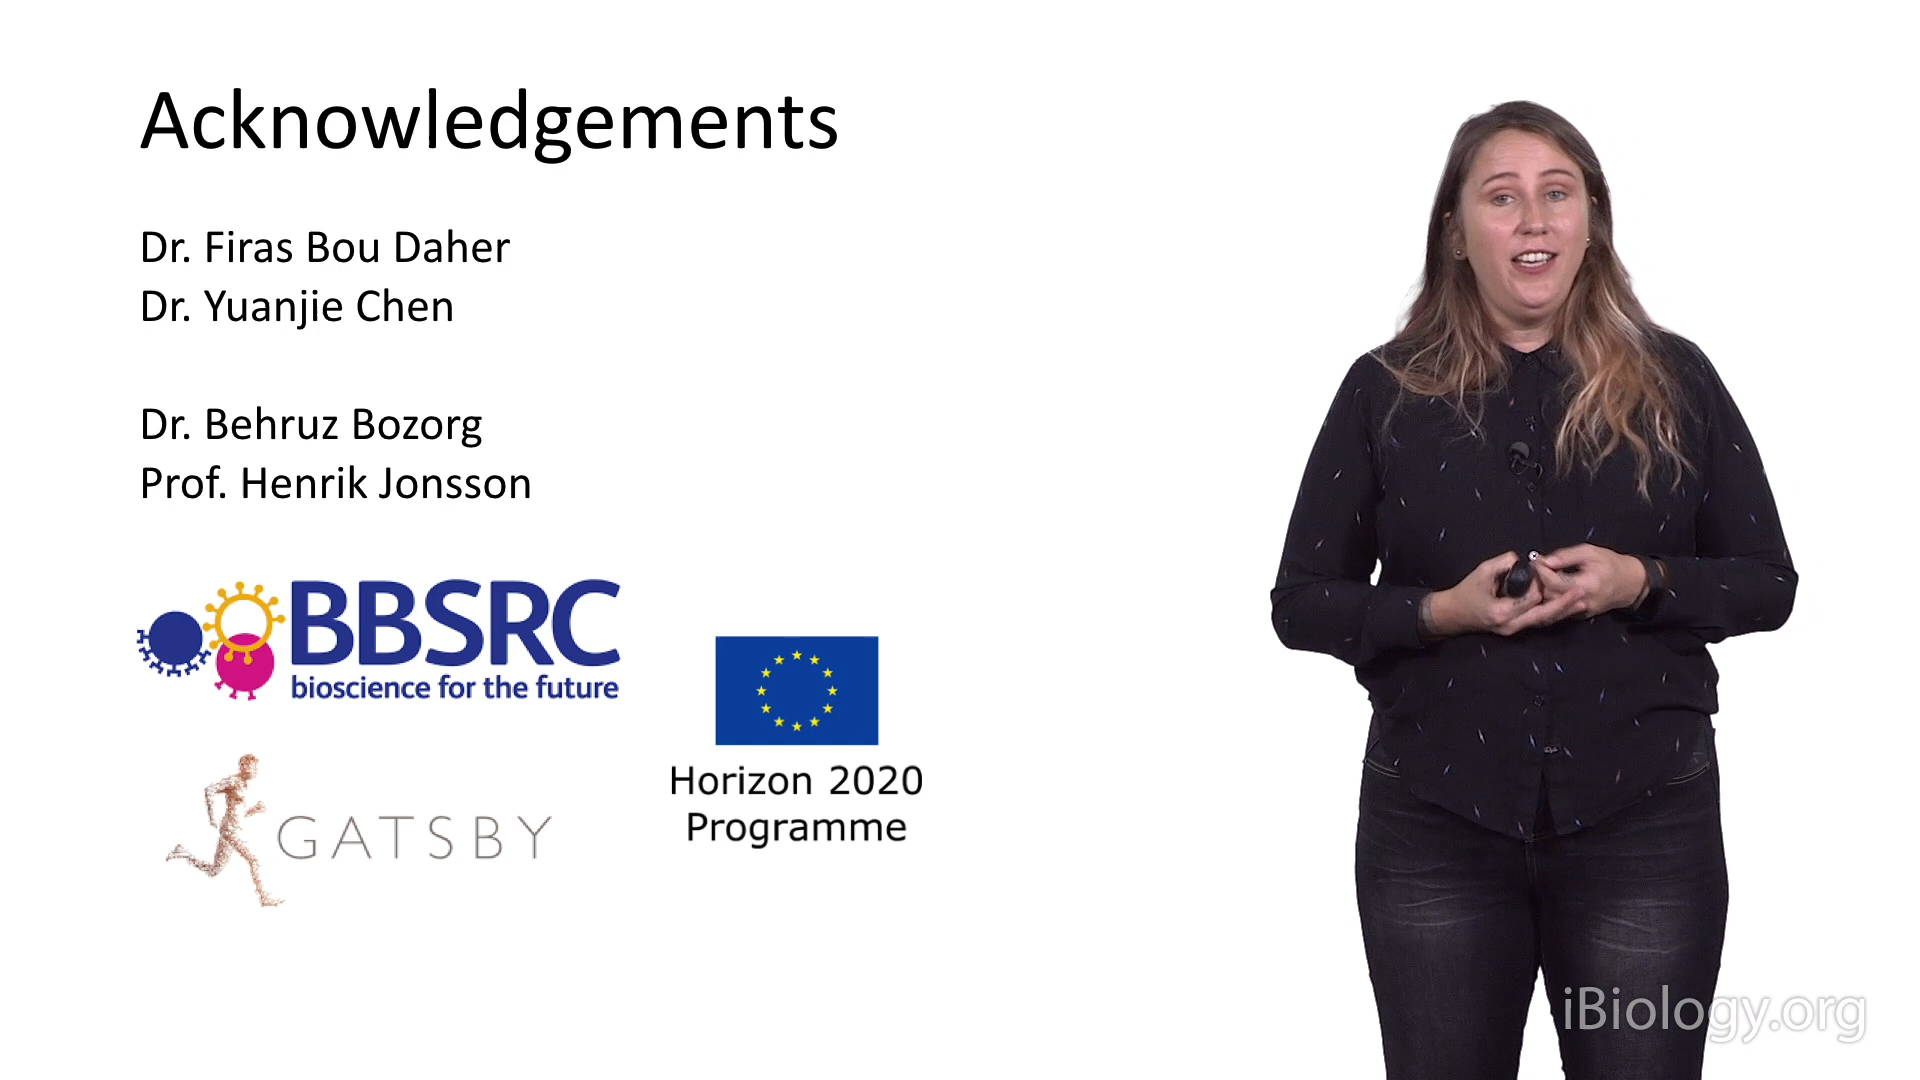 Acknowledgements
Dr. Firas Bou Daher
Dr. Yuanjie Chen
Dr. Behruz Bozorg
Prof. Henrik Jonsson
BBSRC
bioscience for the future
GATSBY
Horizon 2020
Programme
iBiology.org